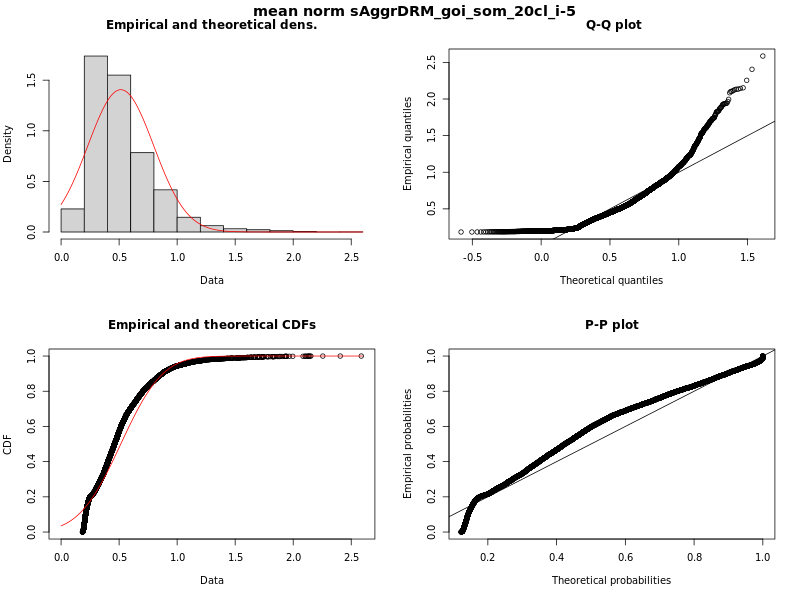 mean norm sAggrDRM_goi_som_20cl_i-5
Empirical and theoretical dens.
Density
0.0 0.5 1.0 1.5
0.0 0.5 1.0 1.5 2.0 2.5
Data
Q-Q plot
Empirical quantiles
0.5 1.0 1.5 2.0 2.5
-0.5 0.0 0.5 1.0 1.5
Theoretical quantiles
Empirical and theoretical CDFs
CDF
0.0 0.2 0.4 0.6 0.8 1.0
0.0 0.5 1.0 1.5 2.0 2.5
Data
P-P plot
Empirical probabilities
0.0 0.2 0.4 0.6 0.8 1.0
0.2 0.4 0.6 0.8 1.0
Theoretical probabilities